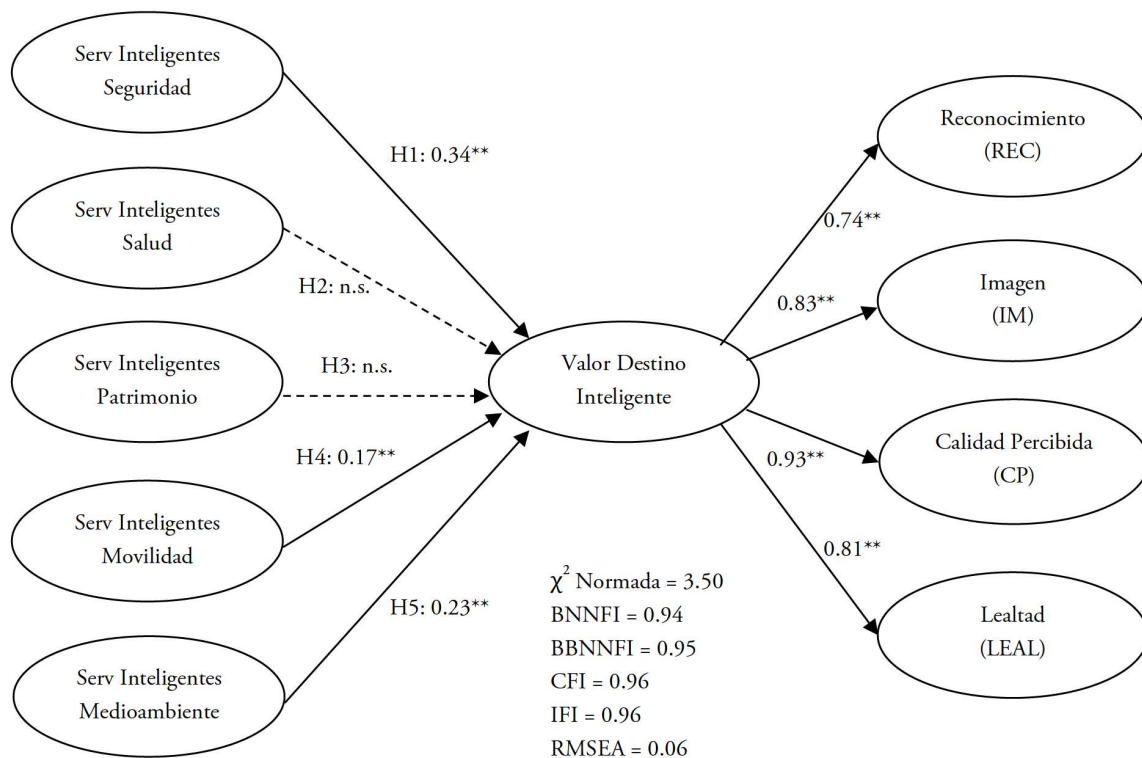 Serv Inteligentes
Seguridad
H1: 0.34**
Serv Inteligentes
Salud
H2: n.s.
Serv Inteligentes
Patrimonio
H3: n.s.
Serv Inteligentes
Movilidad
H4: 0.17**
Serv Inteligentes
Medioambiente
H5: 0.23**
Valor Destino
Inteligente
Reconocimiento
(REC)
0.74**
Imagen
(IM)
0.83**
Calidad Percibida
(CP)
0.93**
Lealtad
(LEAL)
0.81**
χ² Normada = 3.50
BNNFI = 0.94
BBNNFI = 0.95
CFI = 0.96
IFI = 0.96
RMSEA = 0.06